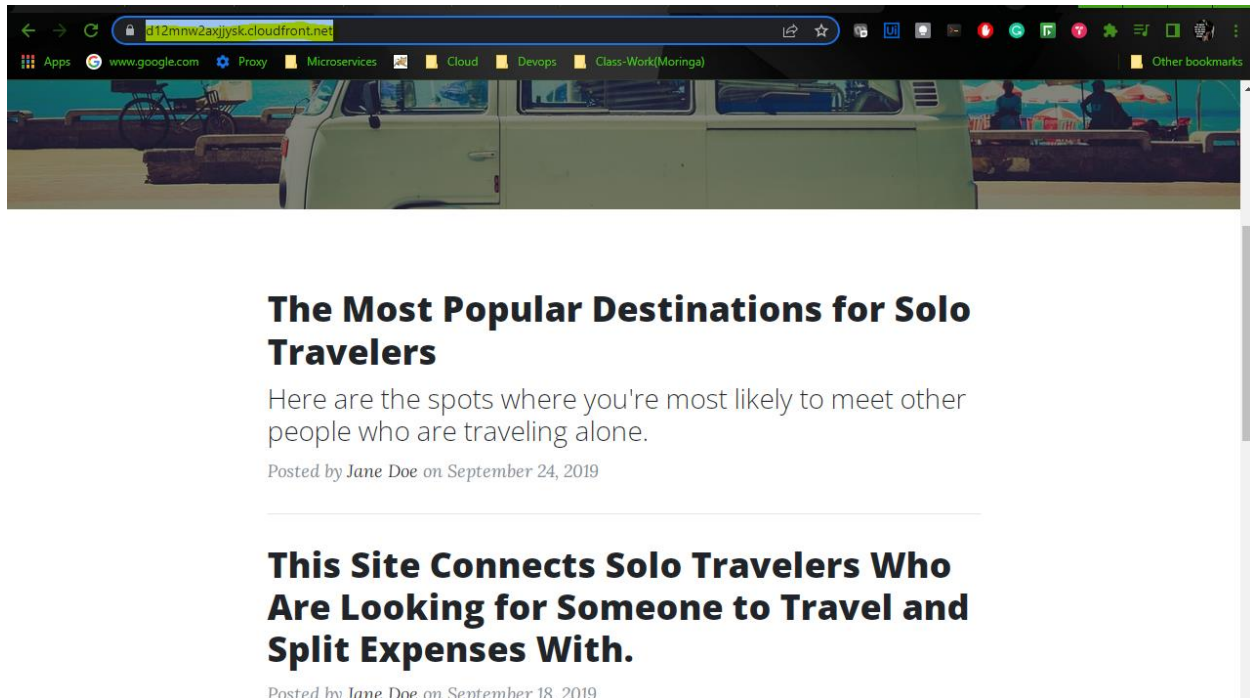 d12mnw2axjjysk.cloudfront.net
Apps www.google.com Proxy Microservices Cloud Devops Class-Work(Moringa) Other bookmarks
The Most Popular Destinations for Solo
Travelers
Here are the spots where you're most likely to meet other
people who are traveling alone.
Posted by Jane Doe on September 24, 2019
This Site Connects Solo Travelers Who
Are Looking for Someone to Travel and
Split Expenses With.
Posted by Jane Doe on September 18, 2019